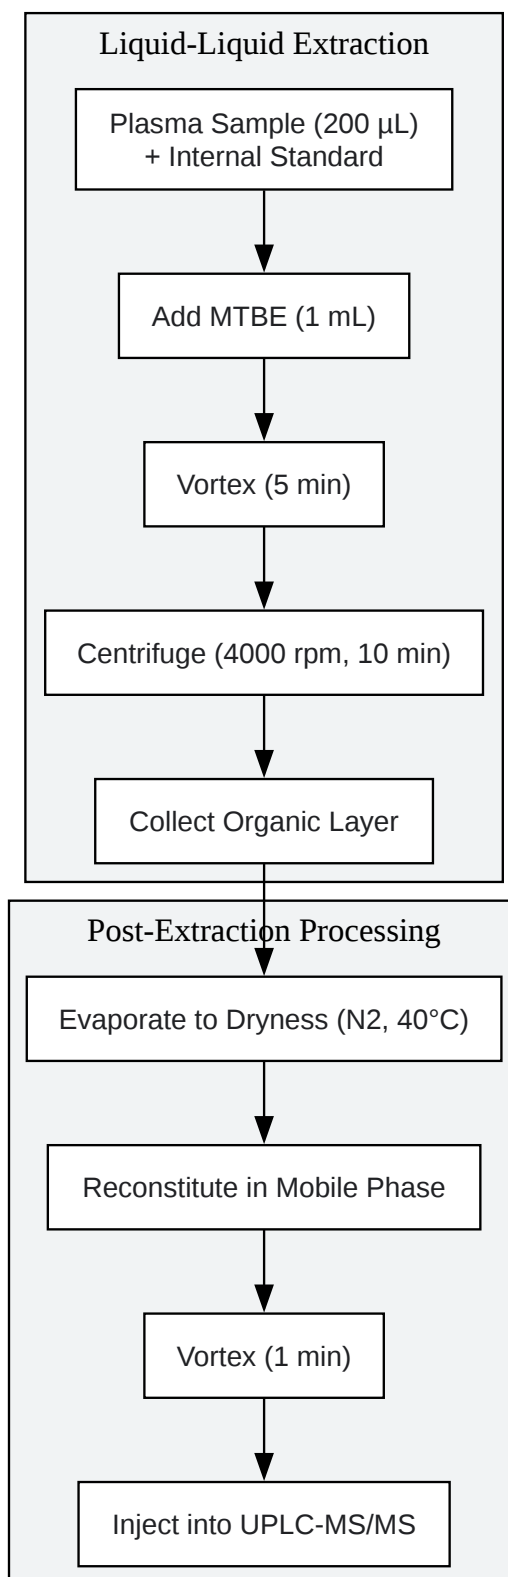 Liquid-Liquid Extraction
Plasma Sample (200 µL)
+ Internal Standard
Add MTBE (1 mL)
Vortex (5 min)
Centrifuge (4000 rpm, 10 min)
Collect Organic Layer
Post-Extraction Processing
Evaporate to Dryness (N2, 40°C)
Reconstitute in Mobile Phase
Vortex (1 min)
Inject into UPLC-MS/MS